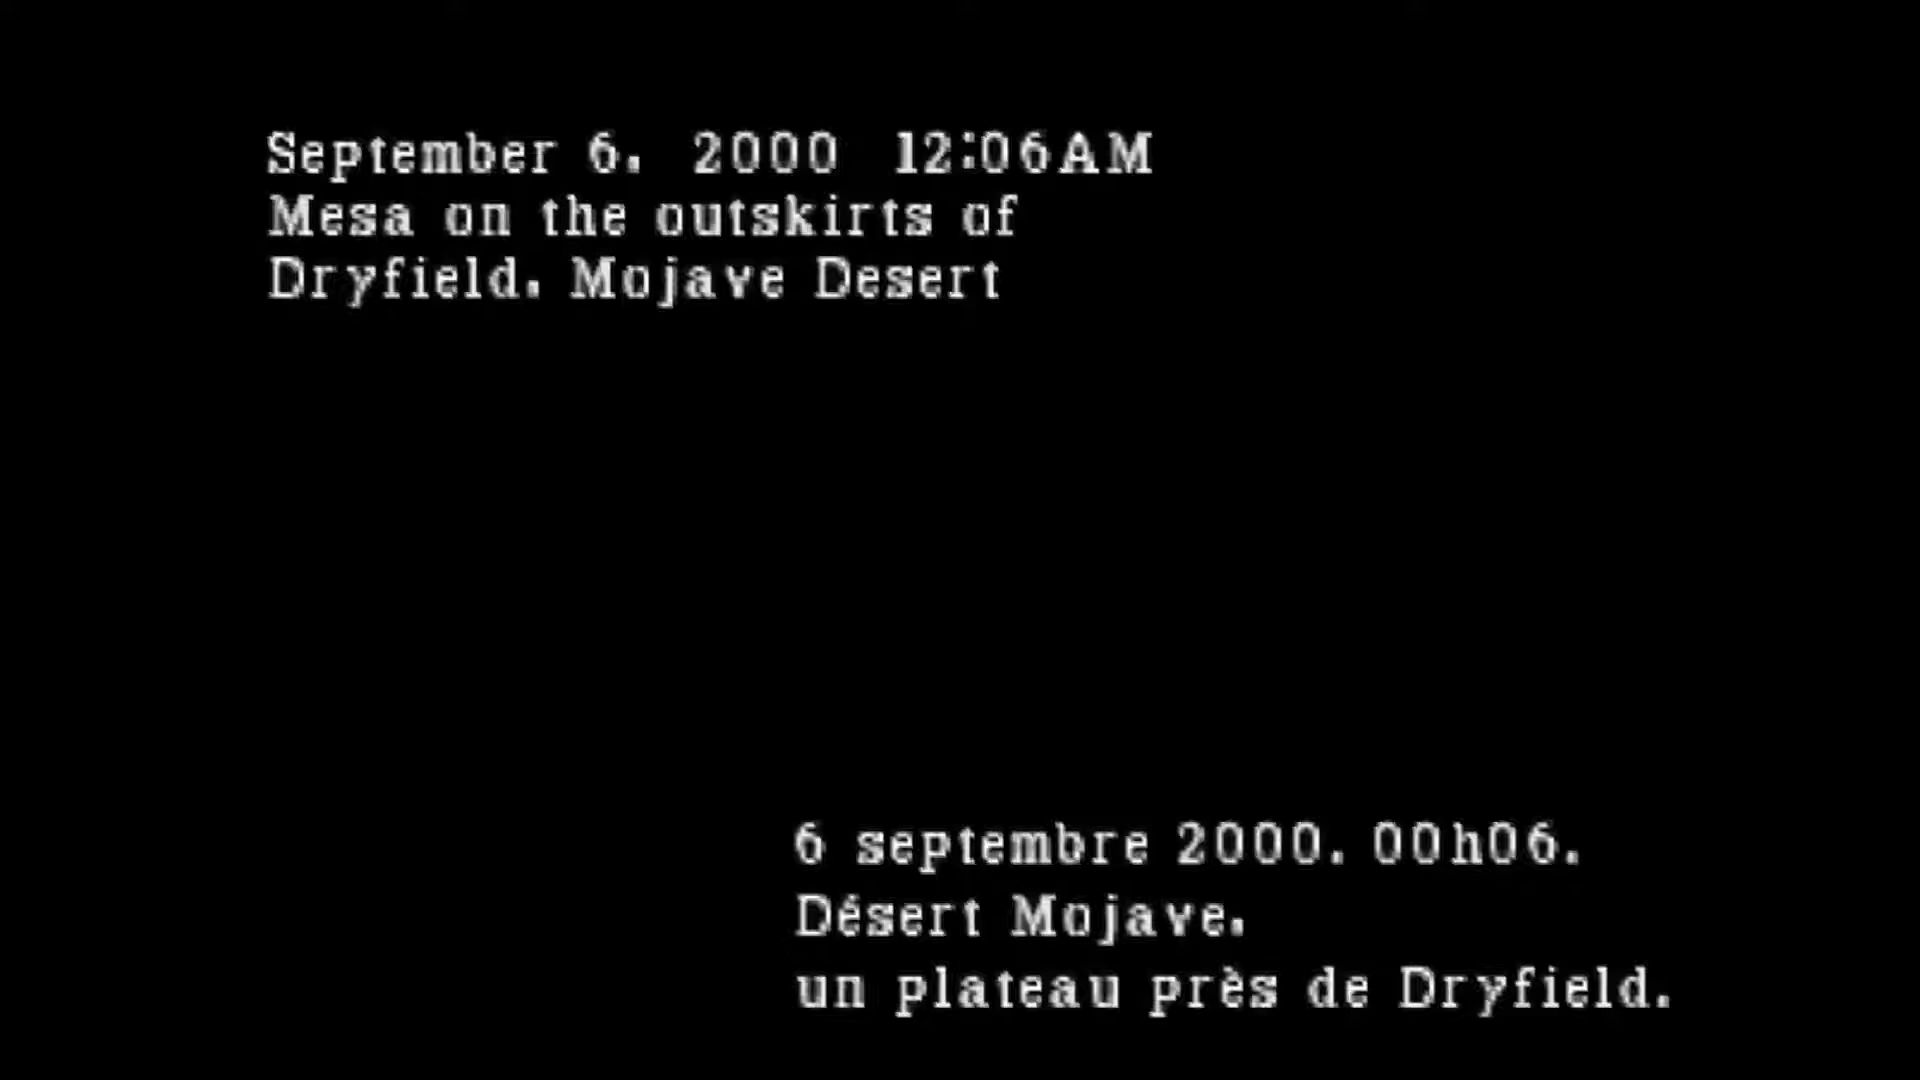 September 6, 2000 12:06AM
Mesa on the outskirts of
Dryfield, Mojave Desert
6 septembre 2000. 00h06.
Désert Mojave,
un plateau près de Dryfield.